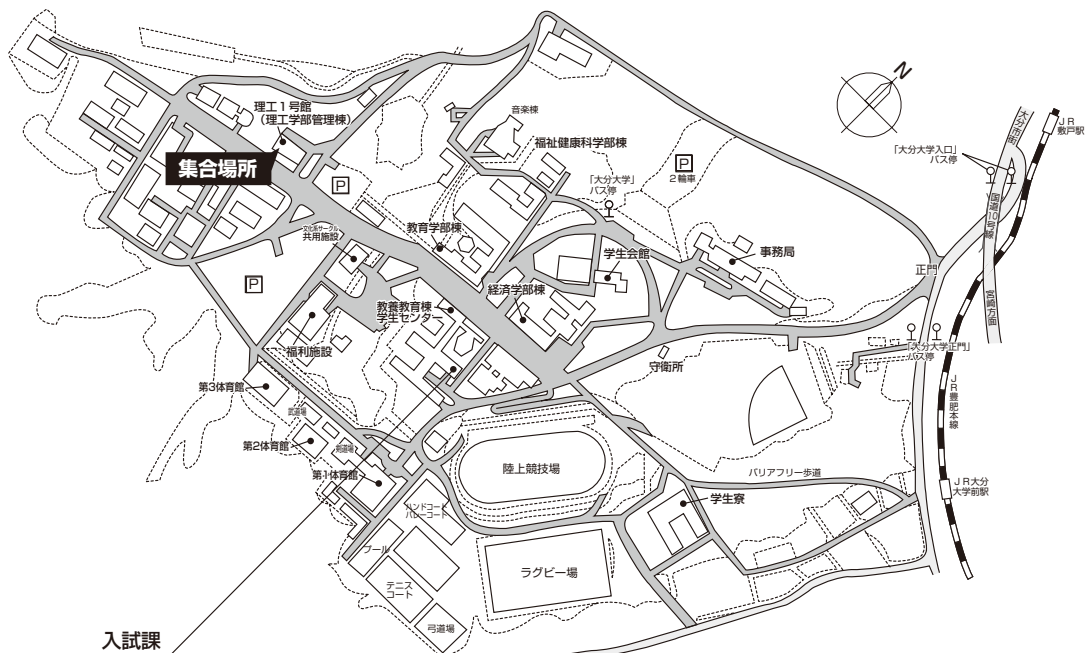 理工1号館
(理工学部管理棟)
集合場所
P
音楽棟
福祉健康科学部棟
「大分大学」
バス停
P
2輪車
N
大分市街
JR
敷戸駅
「大分大学入口」
バス停
国道10号線
宮崎方面
教育学部棟
文化系サークル
共用施設
学生会館
事務局
正門
P
経済学部棟
教養教育棟
学生センター
福利施設
守衛所
「大分大学正門」
バス停
JR豊肥本線
第3体育館
武道場
第2体育館
剣道場
第1体育館
陸上競技場
バリアフリー歩道
JR大分
大学前駅
学生寮
ハンドコート
バレーコート
プール
ラグビー場
テニス
コート
弓道場
入試課